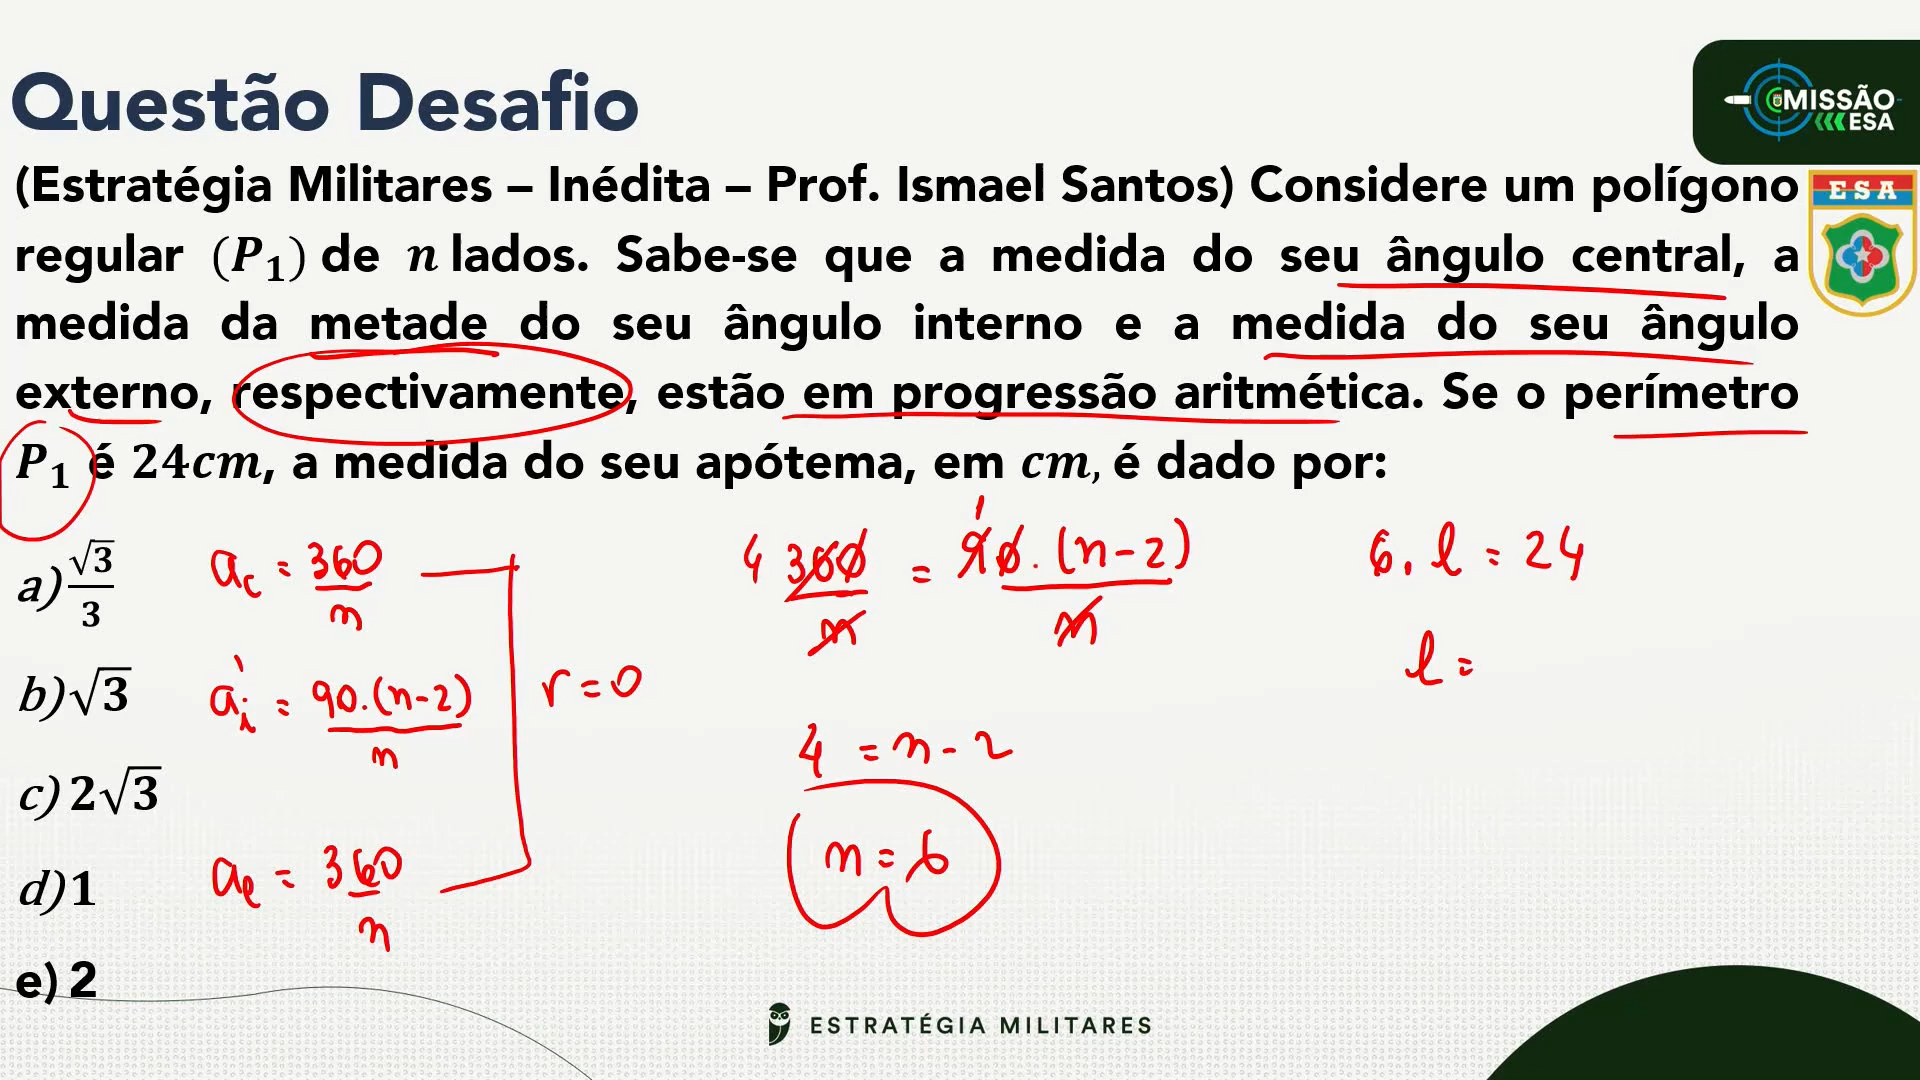 Questão Desafio
MISSÃO
ESA
(Estratégia Militares – Inédita – Prof. Ismael Santos) Considere um polígono
ESA
regular (P₁) de n lados. Sabe-se que a medida do seu ângulo central, a
medida da metade do seu ângulo interno e a medida do seu ângulo
externo, respectivamente, estão em progressão aritmética. Se o perímetro
P₁ é 24cm, a medida do seu apótema, em cm, é dado por:
a) √3/3
b) √3
c) 2√3
d) 1
e) 2
a_c = 360/n
a_i' = 90.(n-2)/n
a_e = 360/n
r = 0
4 360/n = 90.(n-2)/n 1
4 = n - 2
n = 6
6. l = 24
l =
ESTRATÉGIA MILITARES